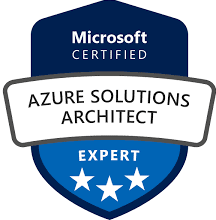 Microsoft
CERTIFIED
AZURE SOLUTIONS
ARCHITECT
EXPERT